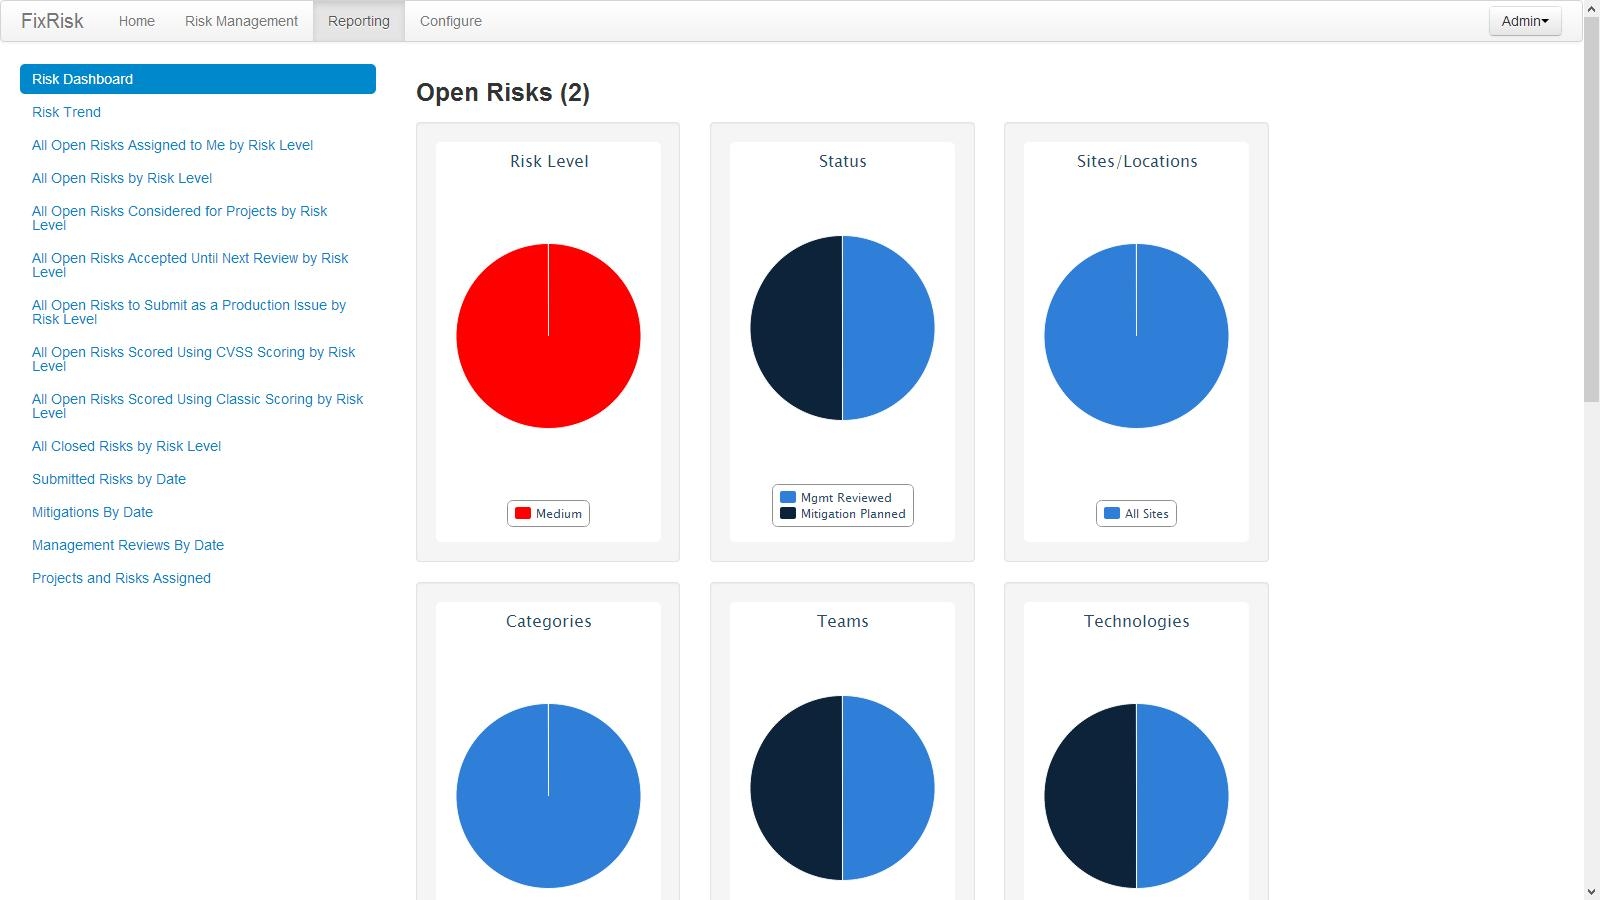 FixRisk Home Risk Management Reporting Configure Admin
Risk Dashboard
Risk Trend
All Open Risks Assigned to Me by Risk Level
All Open Risks by Risk Level
All Open Risks Considered for Projects by Risk
Level
All Open Risks Accepted Until Next Review by Risk
Level
All Open Risks to Submit as a Production Issue by
Risk Level
All Open Risks Scored Using CVSS Scoring by Risk
Level
All Open Risks Scored Using Classic Scoring by Risk
Level
All Closed Risks by Risk Level
Submitted Risks by Date
Mitigations By Date
Management Reviews By Date
Projects and Risks Assigned
Open Risks (2)
Risk Level
Medium
Status
Mgmt Reviewed
Mitigation Planned
Sites/Locations
All Sites
Categories
Teams
Technologies